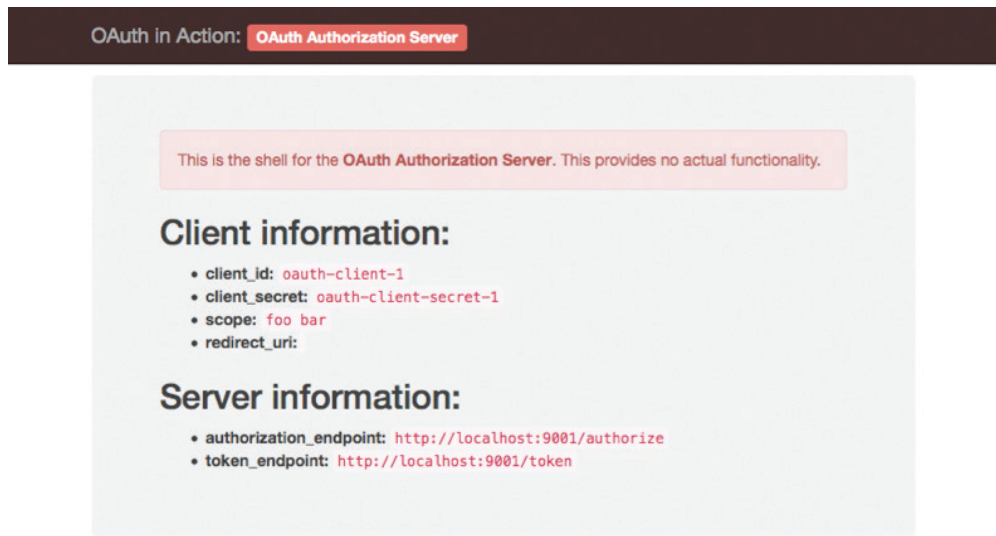 OAuth in Action: OAuth Authorization Server
This is the shell for the OAuth Authorization Server. This provides no actual functionality.
Client information:
• client_id: oauth-client-1
• client_secret: oauth-client-secret-1
• scope: foo bar
• redirect_uri:
Server information:
• authorization_endpoint: http://localhost:9001/authorize
• token_endpoint: http://localhost:9001/token